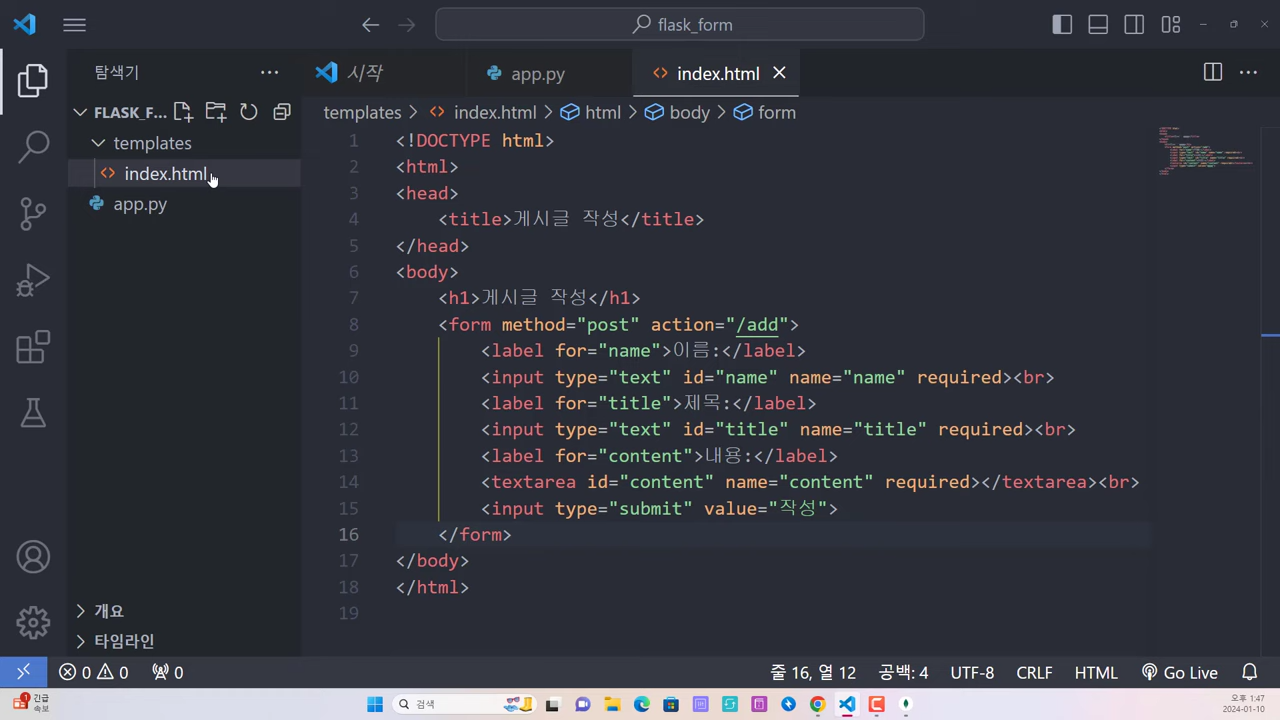 flask_form
탐색기
시작
app.py
index.html
FLASK_F...
templates > index.html > html > body > form
templates
index.html
app.py
1 <!DOCTYPE html>
2 <html>
3 <head>
4 <title>게시글 작성</title>
5 </head>
6 <body>
7 <h1>게시글 작성</h1>
8 <form method="post" action="/add">
9 <label for="name">이름:</label>
10 <input type="text" id="name" name="name" required><br>
11 <label for="title">제목:</label>
12 <input type="text" id="title" name="title" required><br>
13 <label for="content">내용:</label>
14 <textarea id="content" name="content" required></textarea><br>
15 <input type="submit" value="작성">
16 </form>
17 </body>
18 </html>
19
개요
타임라인
0 0 0
줄 16, 열 12 공백: 4 UTF-8 CRLF HTML Go Live
1 긴급
속보
검색
오후 1:47
2024-01-10